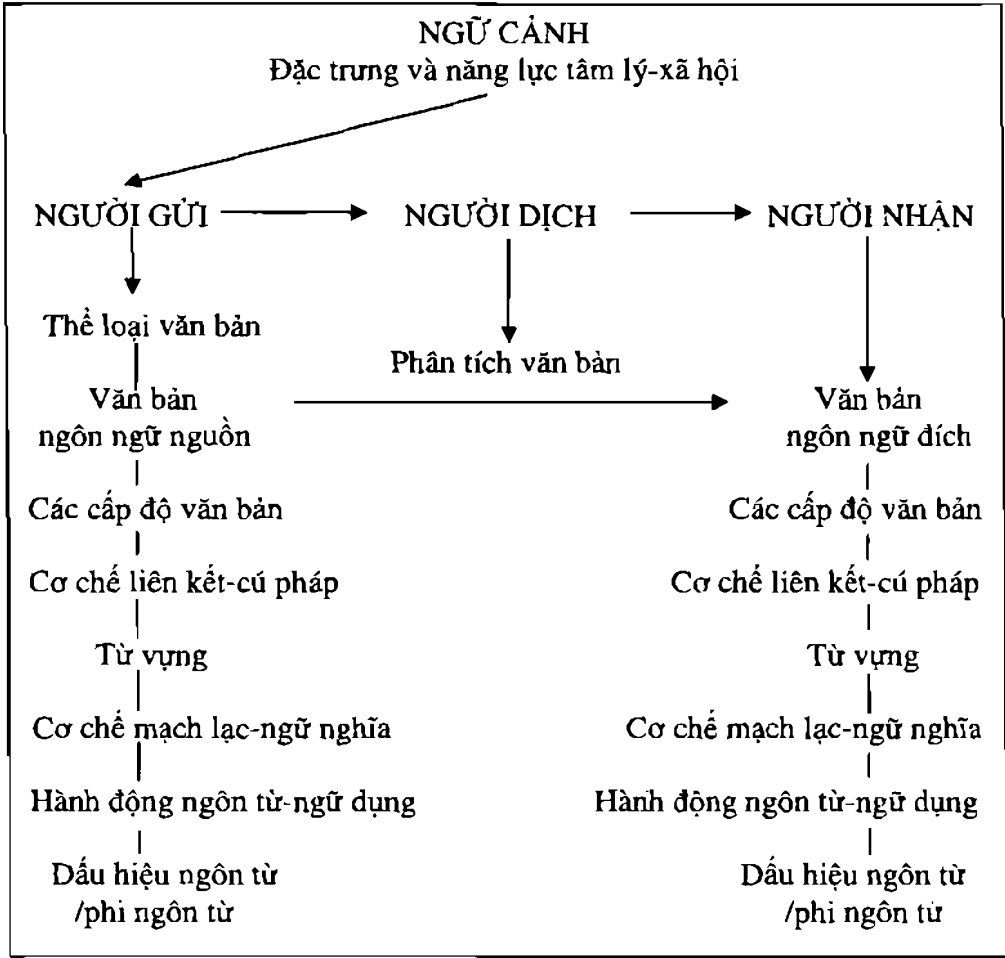 NGỮ CẢNH
Đặc trưng và năng lực tâm lý-xã hội
NGƯỜI GỬI
NGƯỜI DỊCH
NGƯỜI NHẬN
Thể loại văn bản
Phân tích văn bản
Văn bản
ngôn ngữ nguồn
Văn bản
ngôn ngữ đích
Các cấp độ văn bản
Các cấp độ văn bản
Cơ chế liên kết-cú pháp
Cơ chế liên kết-cú pháp
Từ vựng
Từ vựng
Cơ chế mạch lạc-ngữ nghĩa
Cơ chế mạch lạc-ngữ nghĩa
Hành động ngôn từ-ngữ dụng
Hành động ngôn từ-ngữ dụng
Dấu hiệu ngôn từ
/phi ngôn từ
Dấu hiệu ngôn từ
/phi ngôn từ